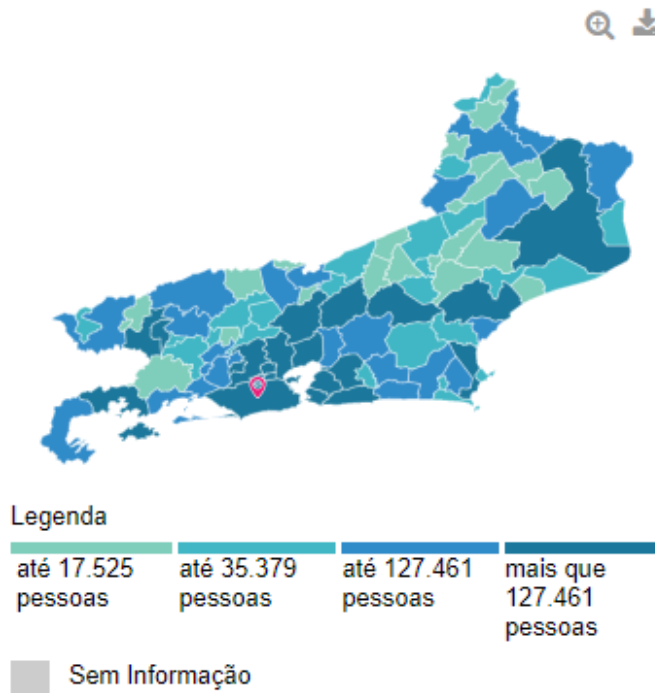 Legenda
até 17.525 até 35.379 até 127.461 mais que
pessoas pessoas pessoas 127.461
pessoas
Sem Informação